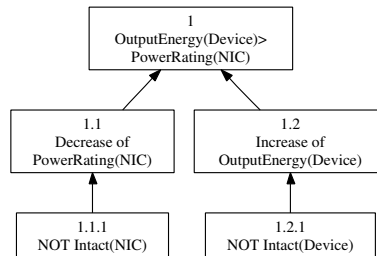 1
OutputEnergy(Device)>
PowerRating(NIC)
1.1
Decrease of
PowerRating(NIC)
1.2
Increase of
OutputEnergy(Device)
1.1.1
NOT Intact(NIC)
1.2.1
NOT Intact(Device)